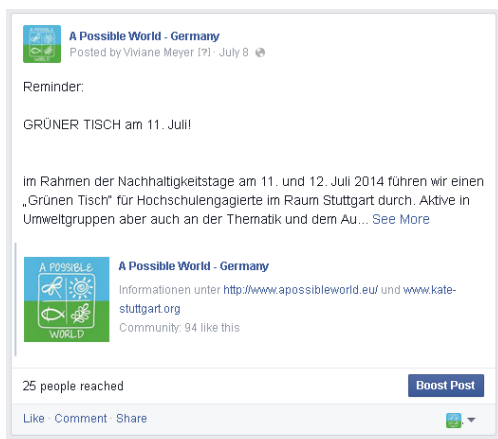 A Possible World - Germany
Posted by Viviane Meyer [?] · July 8
Reminder:
GRÜNER TISCH am 11. Juli!
im Rahmen der Nachhaltigkeitstage am 11. und 12. Juli 2014 führen wir einen
„Grünen Tisch" für Hochschulengagierte im Raum Stuttgart durch. Aktive in
Umweltgruppen aber auch an der Thematik und dem Au... See More
A POSSIBLE
WORLD
A Possible World - Germany
Informationen unter http://www.apossibleworld.eu/ und www.kate-
stuttgart.org
Community: 94 like this
25 people reached
Boost Post
Like · Comment · Share